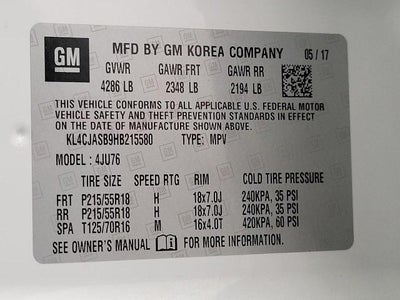 GM MFD BY GM KOREA COMPANY 05 / 17
GVWR GAWR FRT GAWR RR
4286 LB 2348 LB 2194 LB
THIS VEHICLE CONFORMS TO ALL APPLICABLE U.S. FEDERAL MOTOR
VEHICLE SAFETY AND THEFT PREVENTION STANDARDS IN EFFECT
ON THE DATE OF MANUFACTURE SHOWN ABOVE.
KL4CJASB9HB215580 TYPE: MPV
MODEL : 4JU76
TIRE SIZE SPEED RTG RIM COLD TIRE PRESSURE
FRT P215/55R18 H 18x7.0J 240KPA, 35 PSI
RR P215/55R18 H 18x7.0J 240KPA, 35 PSI
SPA T125/70R16 M 16x4.0T 420KPA, 60 PSI
SEE OWNER'S MANUAL FOR MORE INFORMATION.